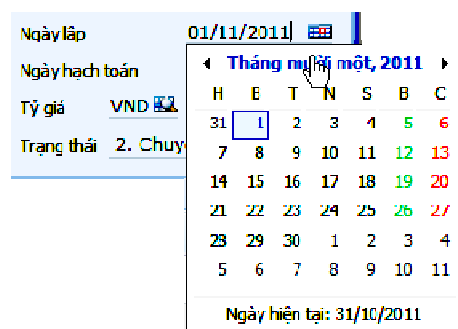 Ngày lập 01/11/2011
Ngày hạch toán
Tỷ giá VND
Trạng thái 2. Chuy
Tháng mười một, 2011
H B T N S B C
31 1 2 3 4 5 6
7 8 9 10 11 12 13
14 15 16 17 18 19 20
21 22 23 24 25 26 27
28 29 30 1 2 3 4
5 6 7 8 9 10 11
Ngày hiện tại: 31/10/2011